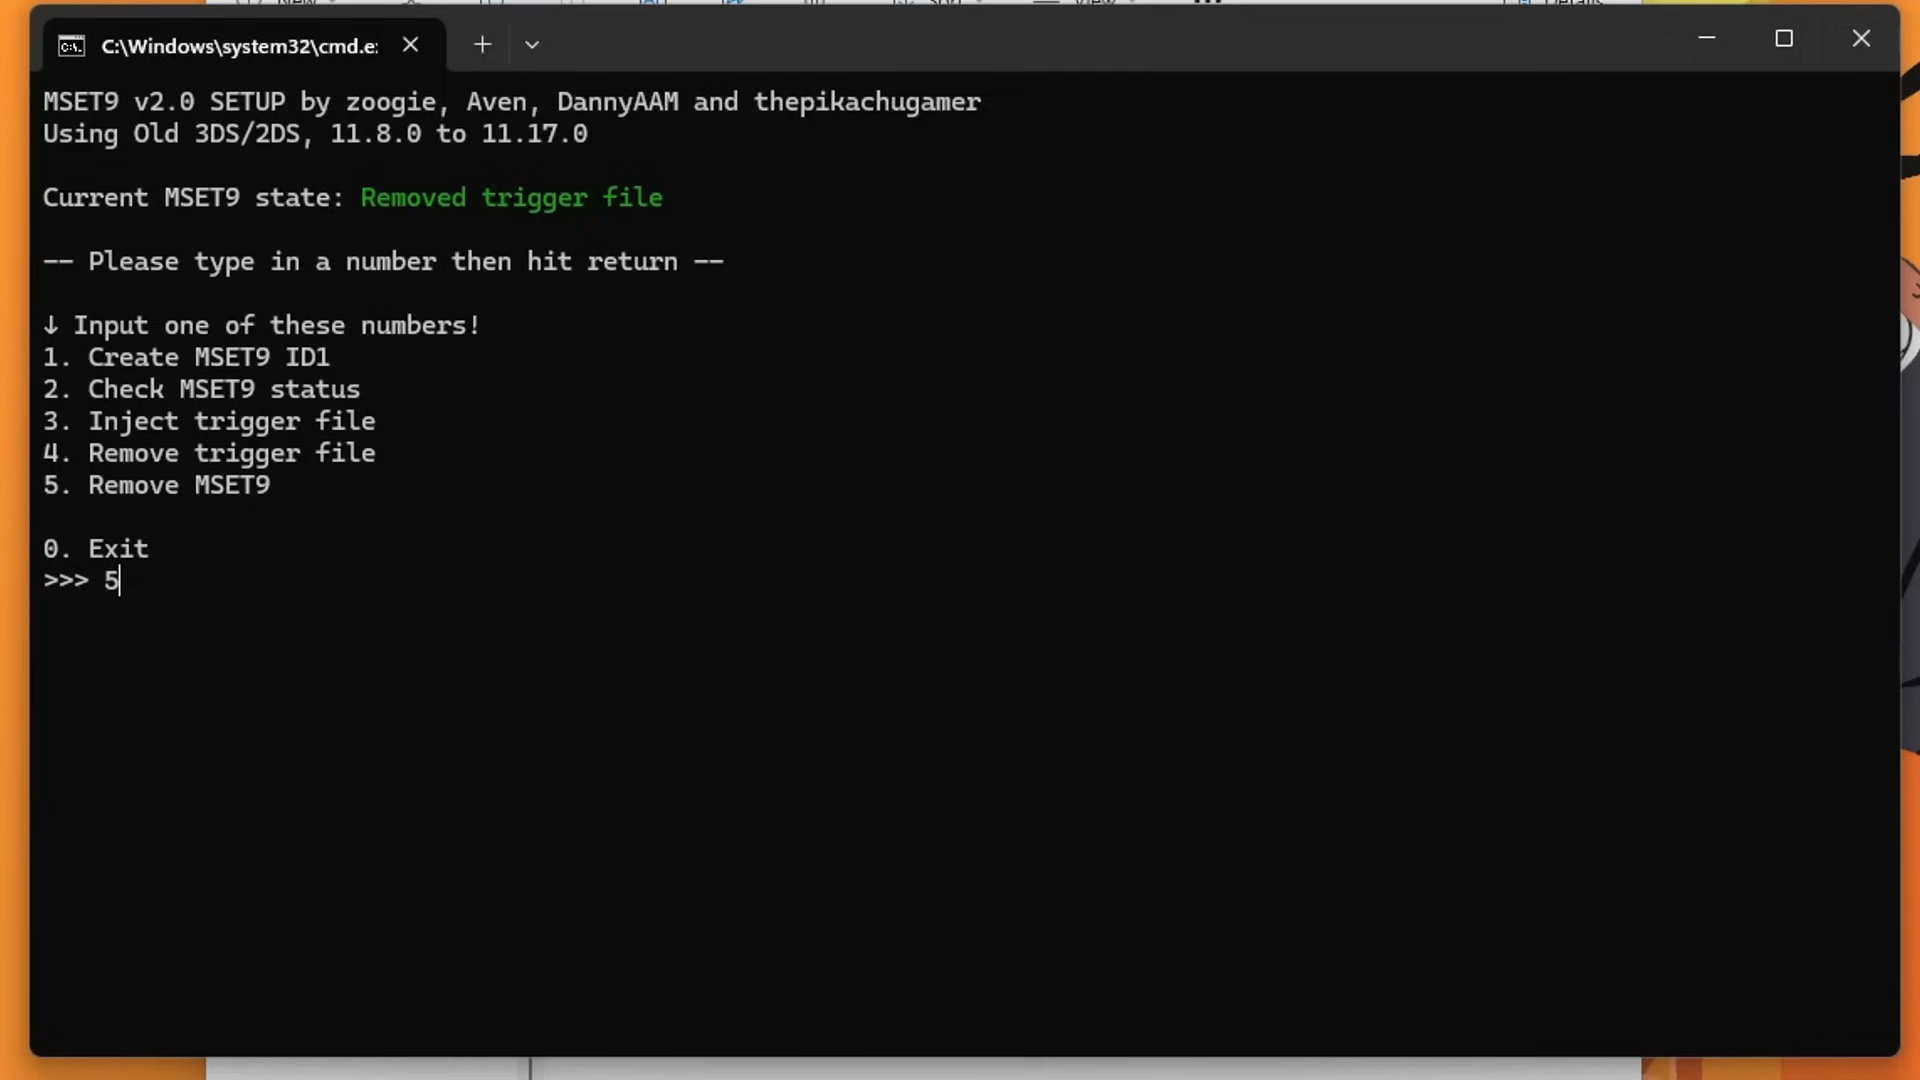 C:\Windows\system32\cmd.e
MSET9 v2.0 SETUP by zoogie, Aven, DannyAAM and thepikachugamer
Using Old 3DS/2DS, 11.8.0 to 11.17.0
Current MSET9 state: Removed trigger file
-- Please type in a number then hit return --
↓ Input one of these numbers!
1. Create MSET9 ID1
2. Check MSET9 status
3. Inject trigger file
4. Remove trigger file
5. Remove MSET9
0. Exit
>>> 5